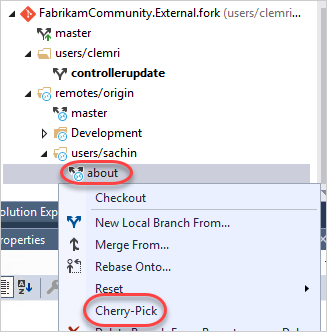 FabrikamCommunity.External.fork (users/clemri
master
users/clemri
controllerupdate
remotes/origin
master
Development
users/sachin
about
Checkout
olution Exp
New Local Branch From...
roperties
Merge From...
Rebase Onto...
Reset
Cherry-Pick